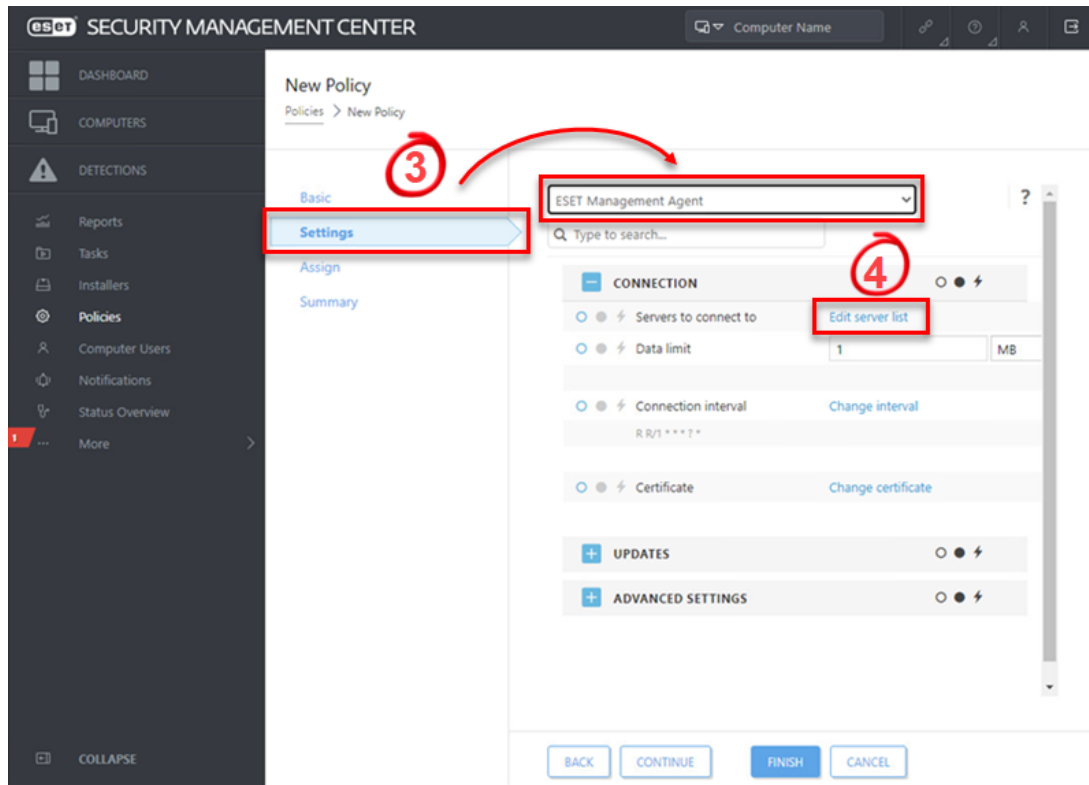 eset SECURITY MANAGEMENT CENTER
Computer Name
DASHBOARD
COMPUTERS
DETECTIONS
Reports
Tasks
Installers
Policies
Computer Users
Notifications
Status Overview
1
More
COLLAPSE
New Policy
Policies > New Policy
3
Basic
Settings
Assign
Summary
ESET Management Agent
?
Type to search...
4
CONNECTION
Servers to connect to Edit server list
Data limit 1 MB
Connection interval Change interval
R R/1 * * * ? *
Certificate Change certificate
UPDATES
ADVANCED SETTINGS
BACK CONTINUE FINISH CANCEL